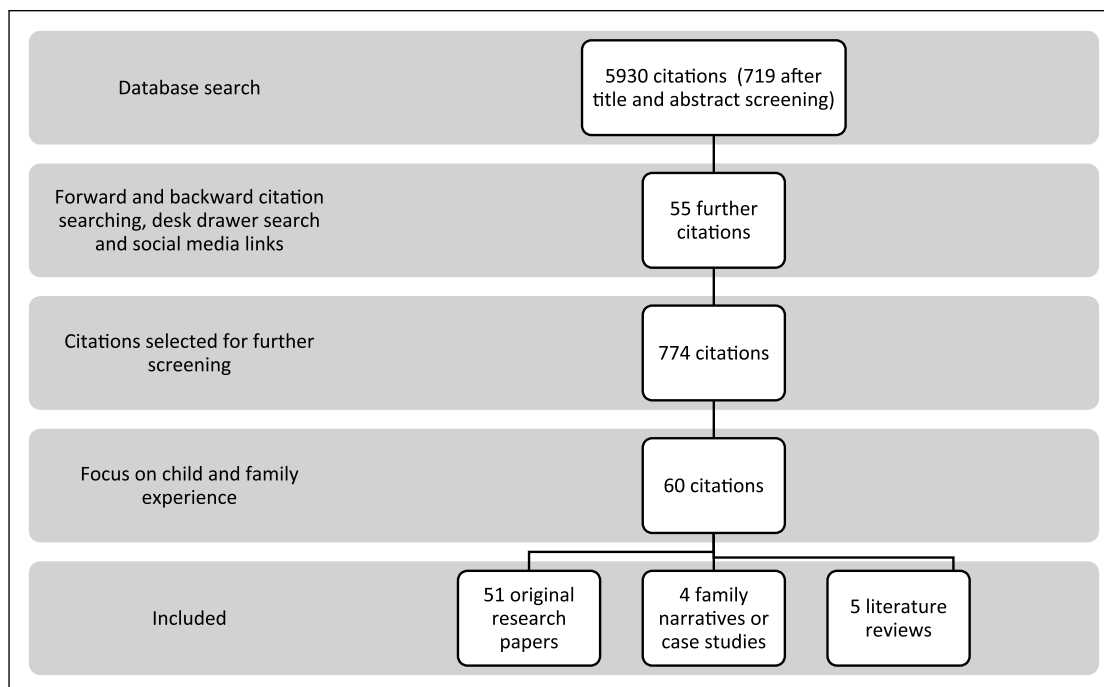 Database search
5930 citations (719 after
title and abstract screening)
Forward and backward citation
searching, desk drawer search
and social media links
55 further
citations
Citations selected for further
screening
774 citations
Focus on child and family
experience
60 citations
Included
51 original
research
papers
4 family
narratives or
case studies
5 literature
reviews